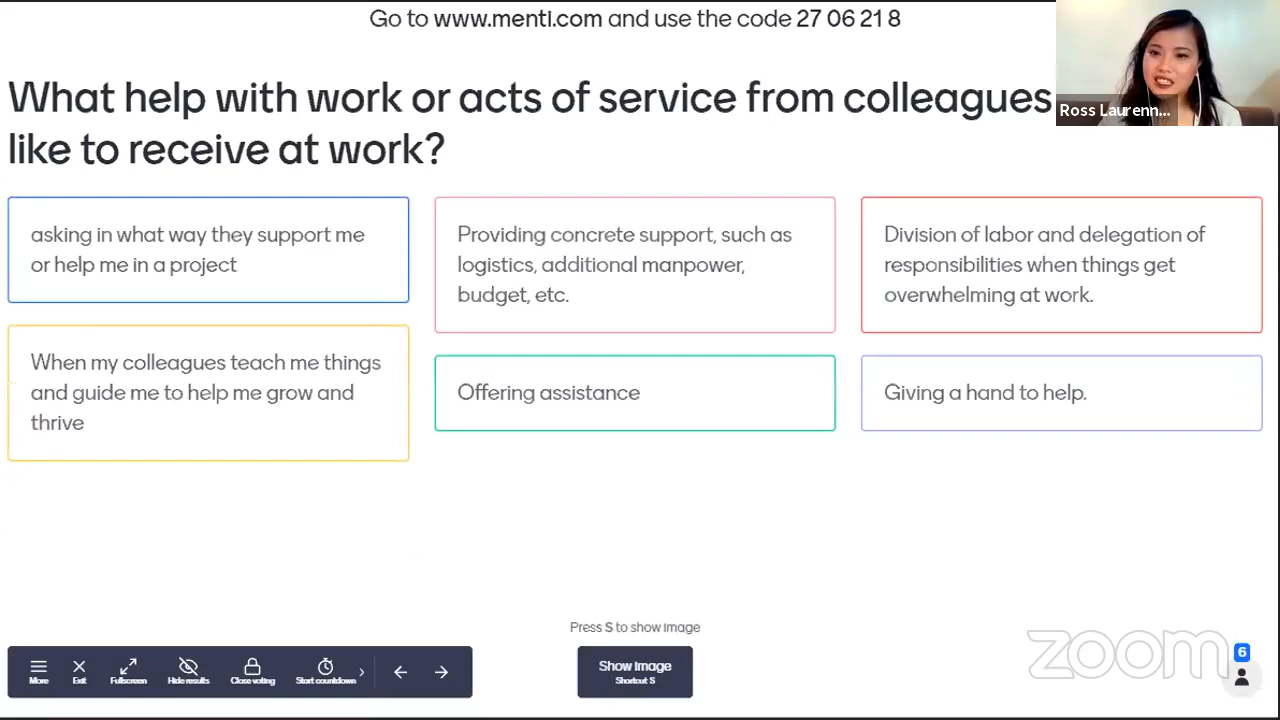 Go to www.menti.com and use the code 27 06 21 8
Ross Laurenn...
What help with work or acts of service from colleagues
like to receive at work?
asking in what way they support me
or help me in a project
Providing concrete support, such as
logistics, additional manpower,
budget, etc.
Division of labor and delegation of
responsibilities when things get
overwhelming at work.
When my colleagues teach me things
and guide me to help me grow and
thrive
Offering assistance
Giving a hand to help.
Press S to show image
zoom
6
More
Exit
Fullscreen
Hide results
Close voting
Start countdown
Show image
Shortcut S